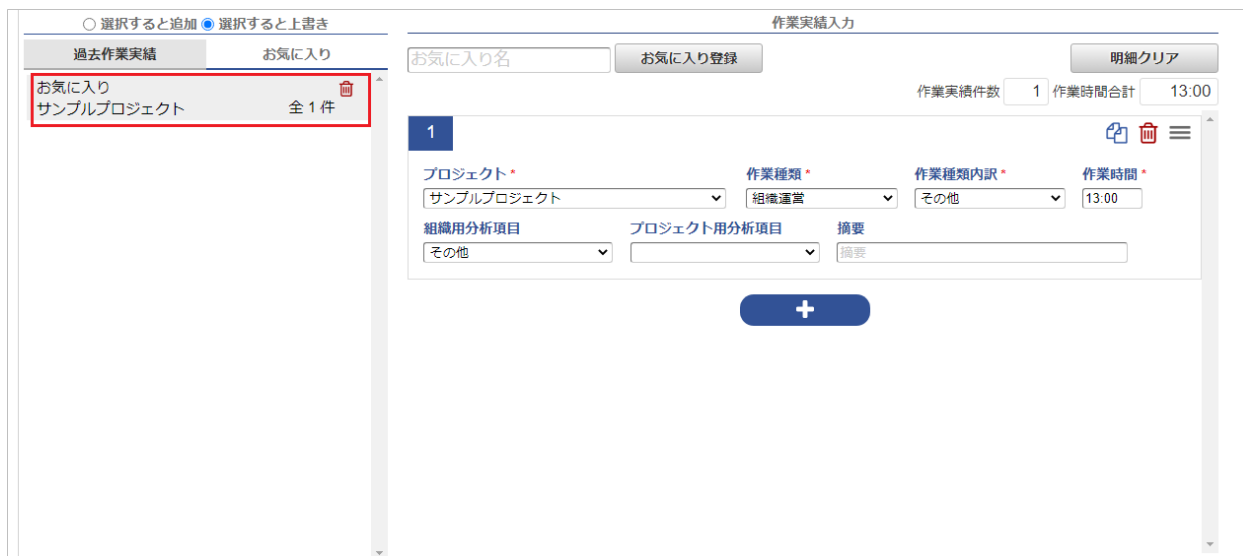 選択すると追加 選択すると上書き
作業実績入力
過去作業実績 お気に入り
お気に入り
サンプルプロジェクト 全1件
お気に入り名 お気に入り登録 明細クリア
作業実績件数 1 作業時間合計 13:00
1
プロジェクト* 作業種類* 作業種類内訳* 作業時間*
サンプルプロジェクト 組織運営 その他 13:00
組織用分析項目 プロジェクト用分析項目 摘要
その他 摘要